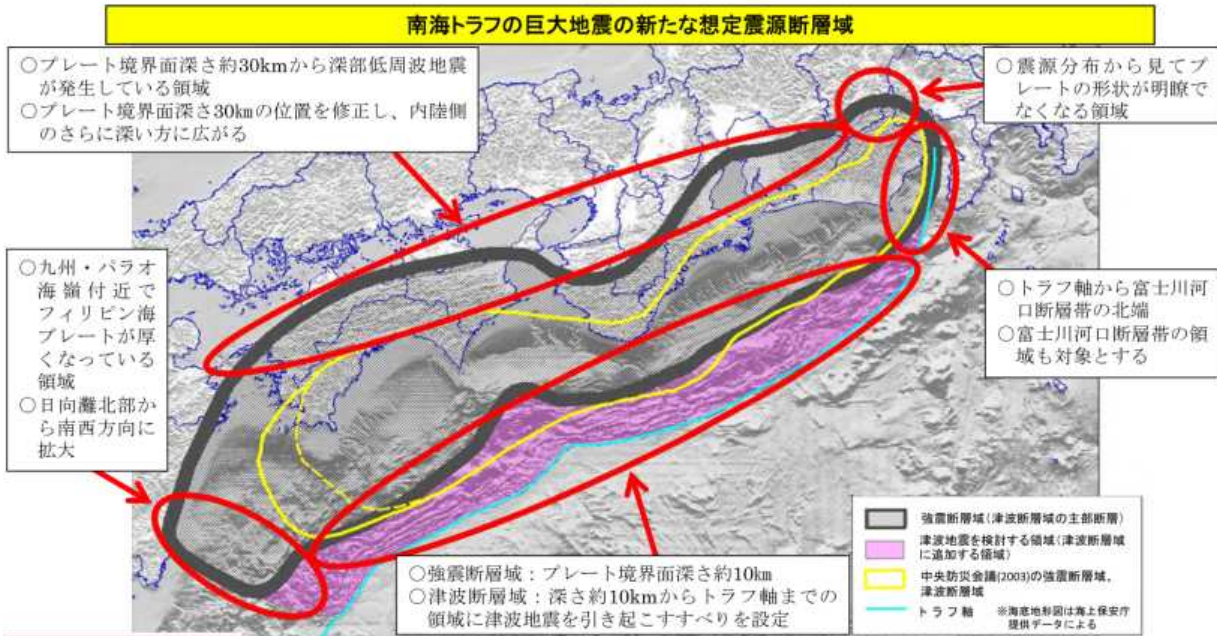 南海トラフの巨大地震の新たな想定震源断層域
○プレート境界面深さ約30kmから深部低周波地震
が発生している領域
○プレート境界面深さ30kmの位置を修正し、内陸側
のさらに深い方に広がる
○震源分布から見てプ
レートの形状が明瞭で
なくなる領域
○九州・パラオ
海嶺付近で
フィリピン海
プレートが厚
くなっている
領域
○日向灘北部か
ら南西方向に
拡大
○トラフ軸から富士川河
口断層帯の北端
○富士川河口断層帯の領
域も対象とする
○強震断層域：プレート境界面深さ約10km
○津波断層域：深さ約10kmからトラフ軸までの
領域に津波地震を引き起こすすべりを設定
強震断層域(津波断層域の主部断層)
津波地震を検討する領域(津波断層域
に追加する領域)
中央防災会議(2003)の強震断層域、
津波断層域
トラフ軸 ※海底地形図は海上保安庁
提供データによる